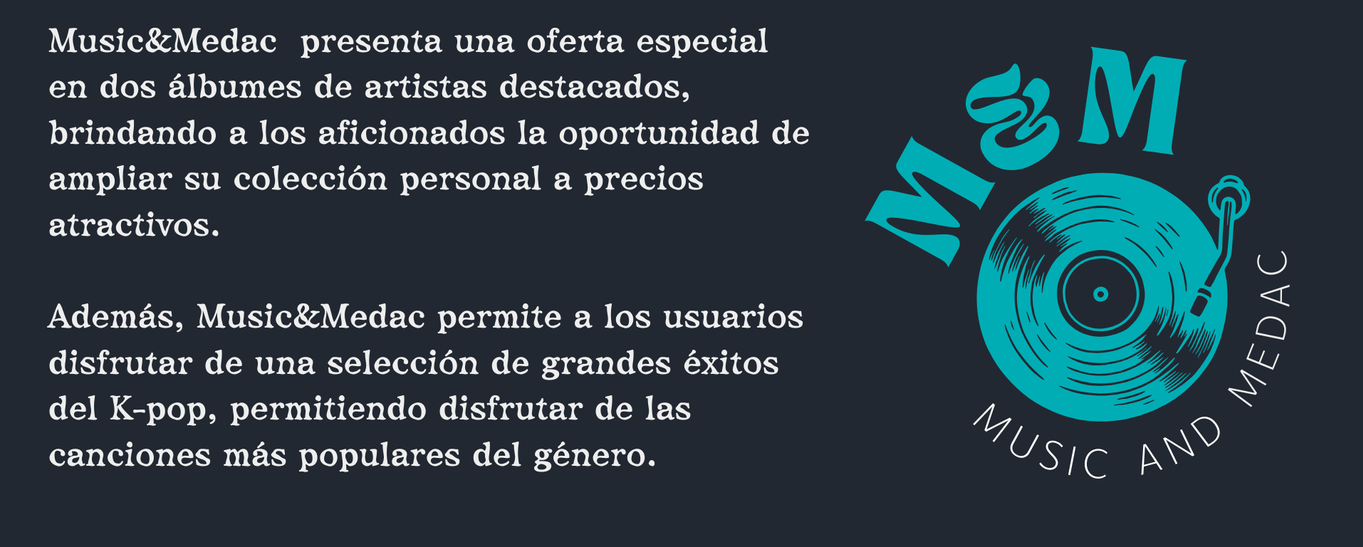 Music&Medac presenta una oferta especial
en dos álbumes de artistas destacados,
brindando a los aficionados la oportunidad de
ampliar su colección personal a precios
atractivos.
Además, Music&Medac permite a los usuarios
disfrutar de una selección de grandes éxitos
del K-pop, permitiendo disfrutar de las
canciones más populares del género.
M&M
MUSIC AND MEDAC